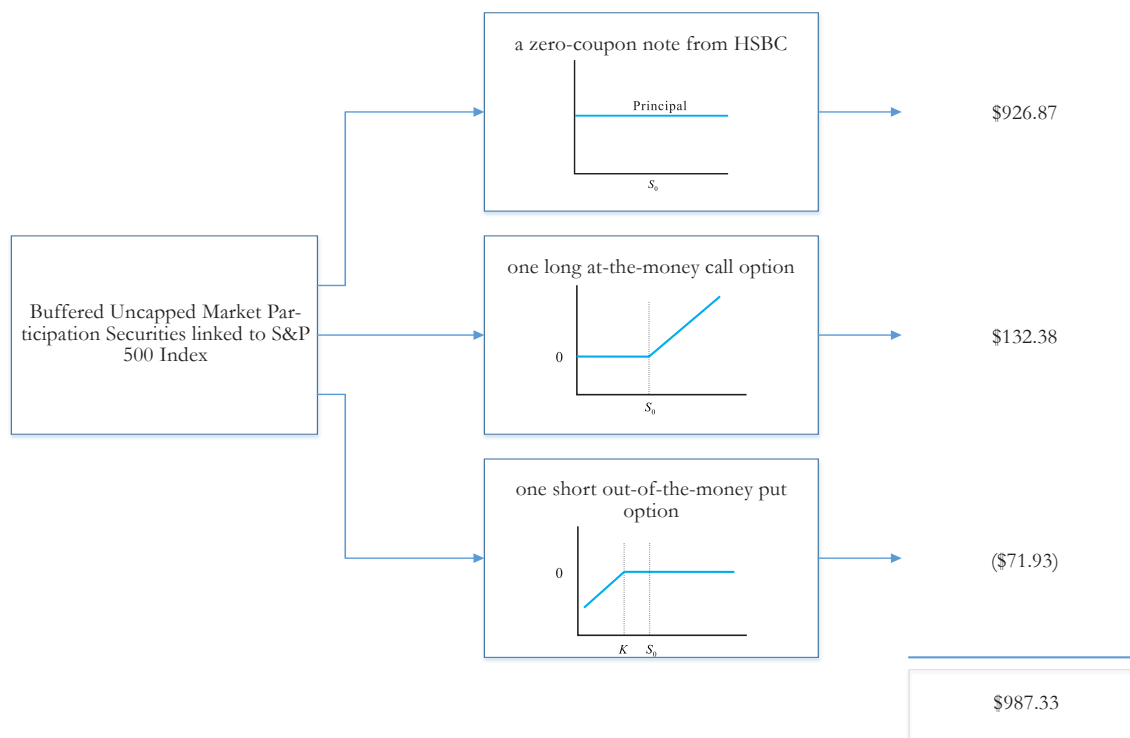 a zero-coupon note from HSBC
Principal
S₀
$926.87
Buffered Uncapped Market Par-
ticipation Securities linked to S&P
500 Index
one long at-the-money call option
0
S₀
$132.38
one short out-of-the-money put
option
0
K S₀
($71.93)
$987.33